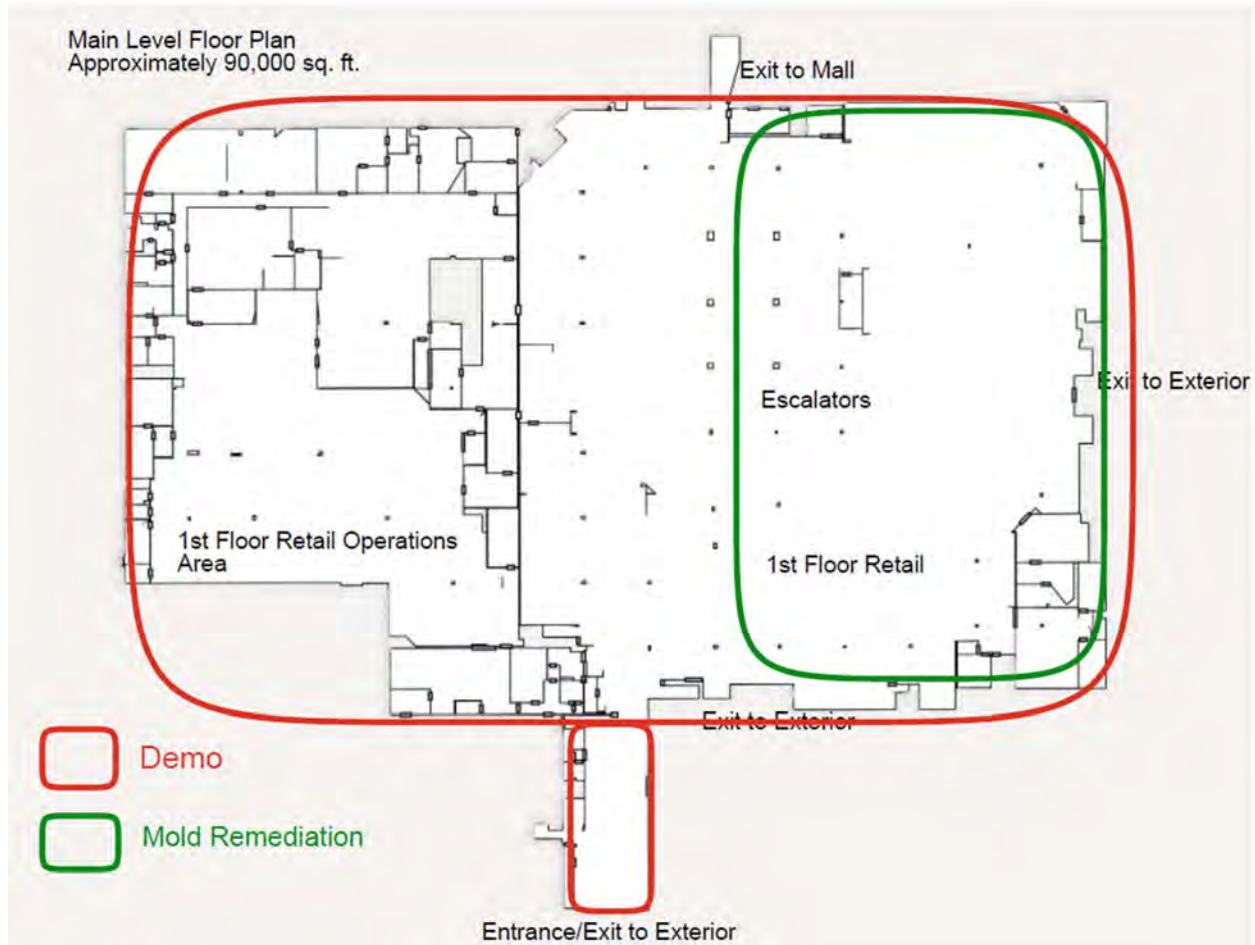 Main Level Floor Plan
Approximately 90,000 sq. ft.
Exit to Mall
Exit to Exterior
Escalators
1st Floor Retail Operations
Area
1st Floor Retail
Exit to Exterior
Demo
Mold Remediation
Entrance/Exit to Exterior